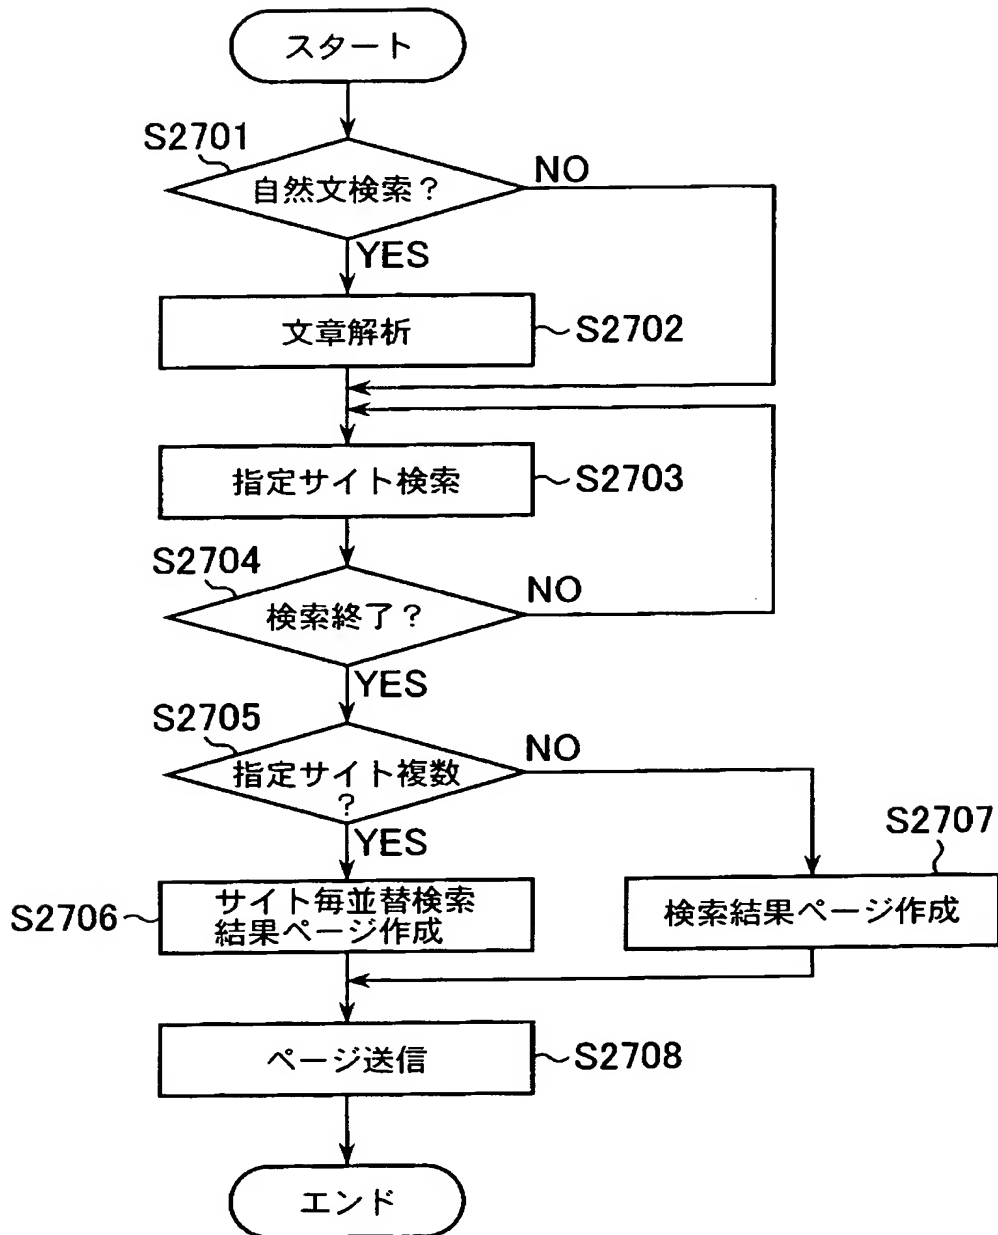 スタート
S2701
自然文検索？
NO
YES
文章解析
S2702
指定サイト検索
S2703
S2704
検索終了？
NO
YES
S2705
指定サイト複数
？
NO
YES
S2707
S2706
サイト毎並替検索
結果ページ作成
検索結果ページ作成
ページ送信
S2708
エンド